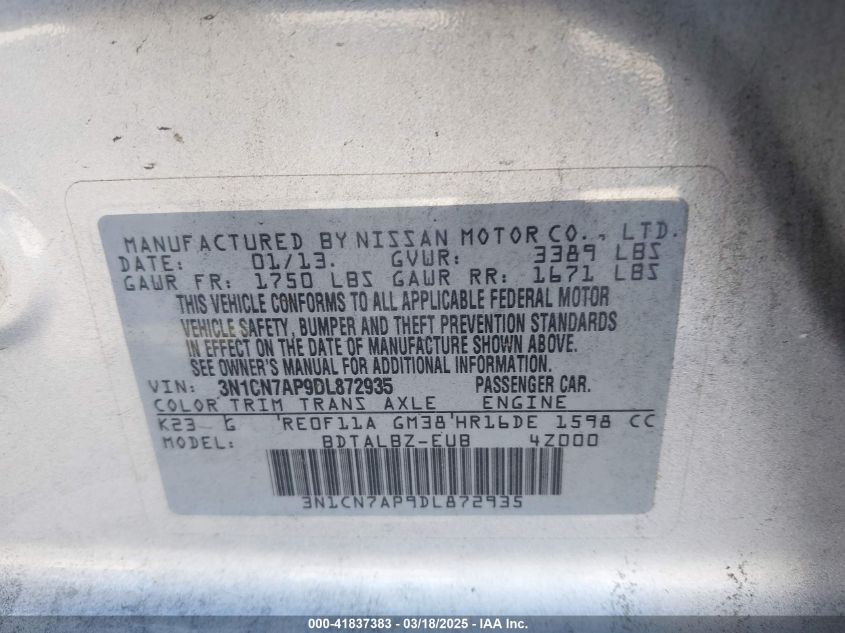 MANUFACTURED BY NISSAN MOTOR CO., LTD.
DATE: 01/13. GVWR: 3389 LBS
GAWR FR: 1750 LBS GAWR RR: 1671 LBS
THIS VEHICLE CONFORMS TO ALL APPLICABLE FEDERAL MOTOR
VEHICLE SAFETY, BUMPER AND THEFT PREVENTION STANDARDS
IN EFFECT ON THE DATE OF MANUFACTURE SHOWN ABOVE.
SEE OWNER'S MANUAL FOR ADDITIONAL INFORMATION.
VIN: 3N1CN7AP9DL872935 PASSENGER CAR.
COLOR TRIM TRANS AXLE ENGINE
K23 G RE0F11A GM38 HR16DE 1598 CC
MODEL: BDTALBZ-EUB 4Z000
3N1CN7AP9DL872935
000-41837383 - 03/18/2025 - IAA Inc.